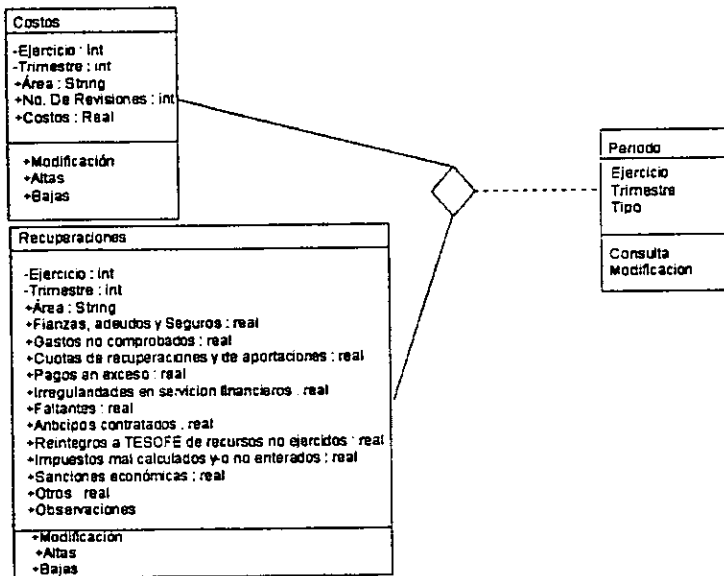 Costos
-Ejercicio : Int
-Trimestre : int
+Área : String
+No. De Revisiones : int
+Costos : Real
+Modificación
+Altas
+Bajas
Recuperaciones
-Ejercicio : int
-Trimestre : int
+Área : String
+Fianzas, adeudos y Seguros : real
+Gastos no comprobados : real
+Cuotas de recuperaciones y de aportaciones : real
+Pagos en exceso : real
+Irregularidades en servicion financieros : real
+Faltantes : real
+Anticipos contratados : real
+Reintegros a TESOFE de recursos no ejercidos : real
+Impuestos mal calculados y-o no enterados : real
+Sanciones económicas : real
+Otros : real
+Observaciones
+Modificación
+Altas
+Bajas
Periodo
Ejercicio
Trimestre
Tipo
Consulta
Modificacion